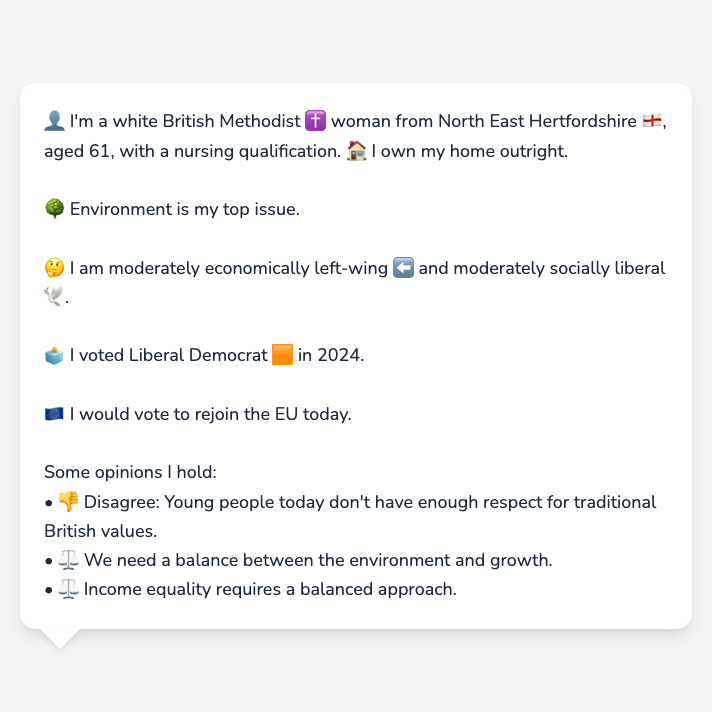 👤 I'm a white British Methodist ✝️ woman from North East Hertfordshire 🏴󠁧󠁢󠁥󠁮󠁧󠁿,
aged 61, with a nursing qualification. 🏠 I own my home outright.
🌳 Environment is my top issue.
🤔 I am moderately economically left-wing ⬅️ and moderately socially liberal
🕊️.
🗳️ I voted Liberal Democrat 🟧 in 2024.
🇪🇺 I would vote to rejoin the EU today.
Some opinions I hold:
• 👎 Disagree: Young people today don't have enough respect for traditional
British values.
• ⚖️ We need a balance between the environment and growth.
• ⚖️ Income equality requires a balanced approach.